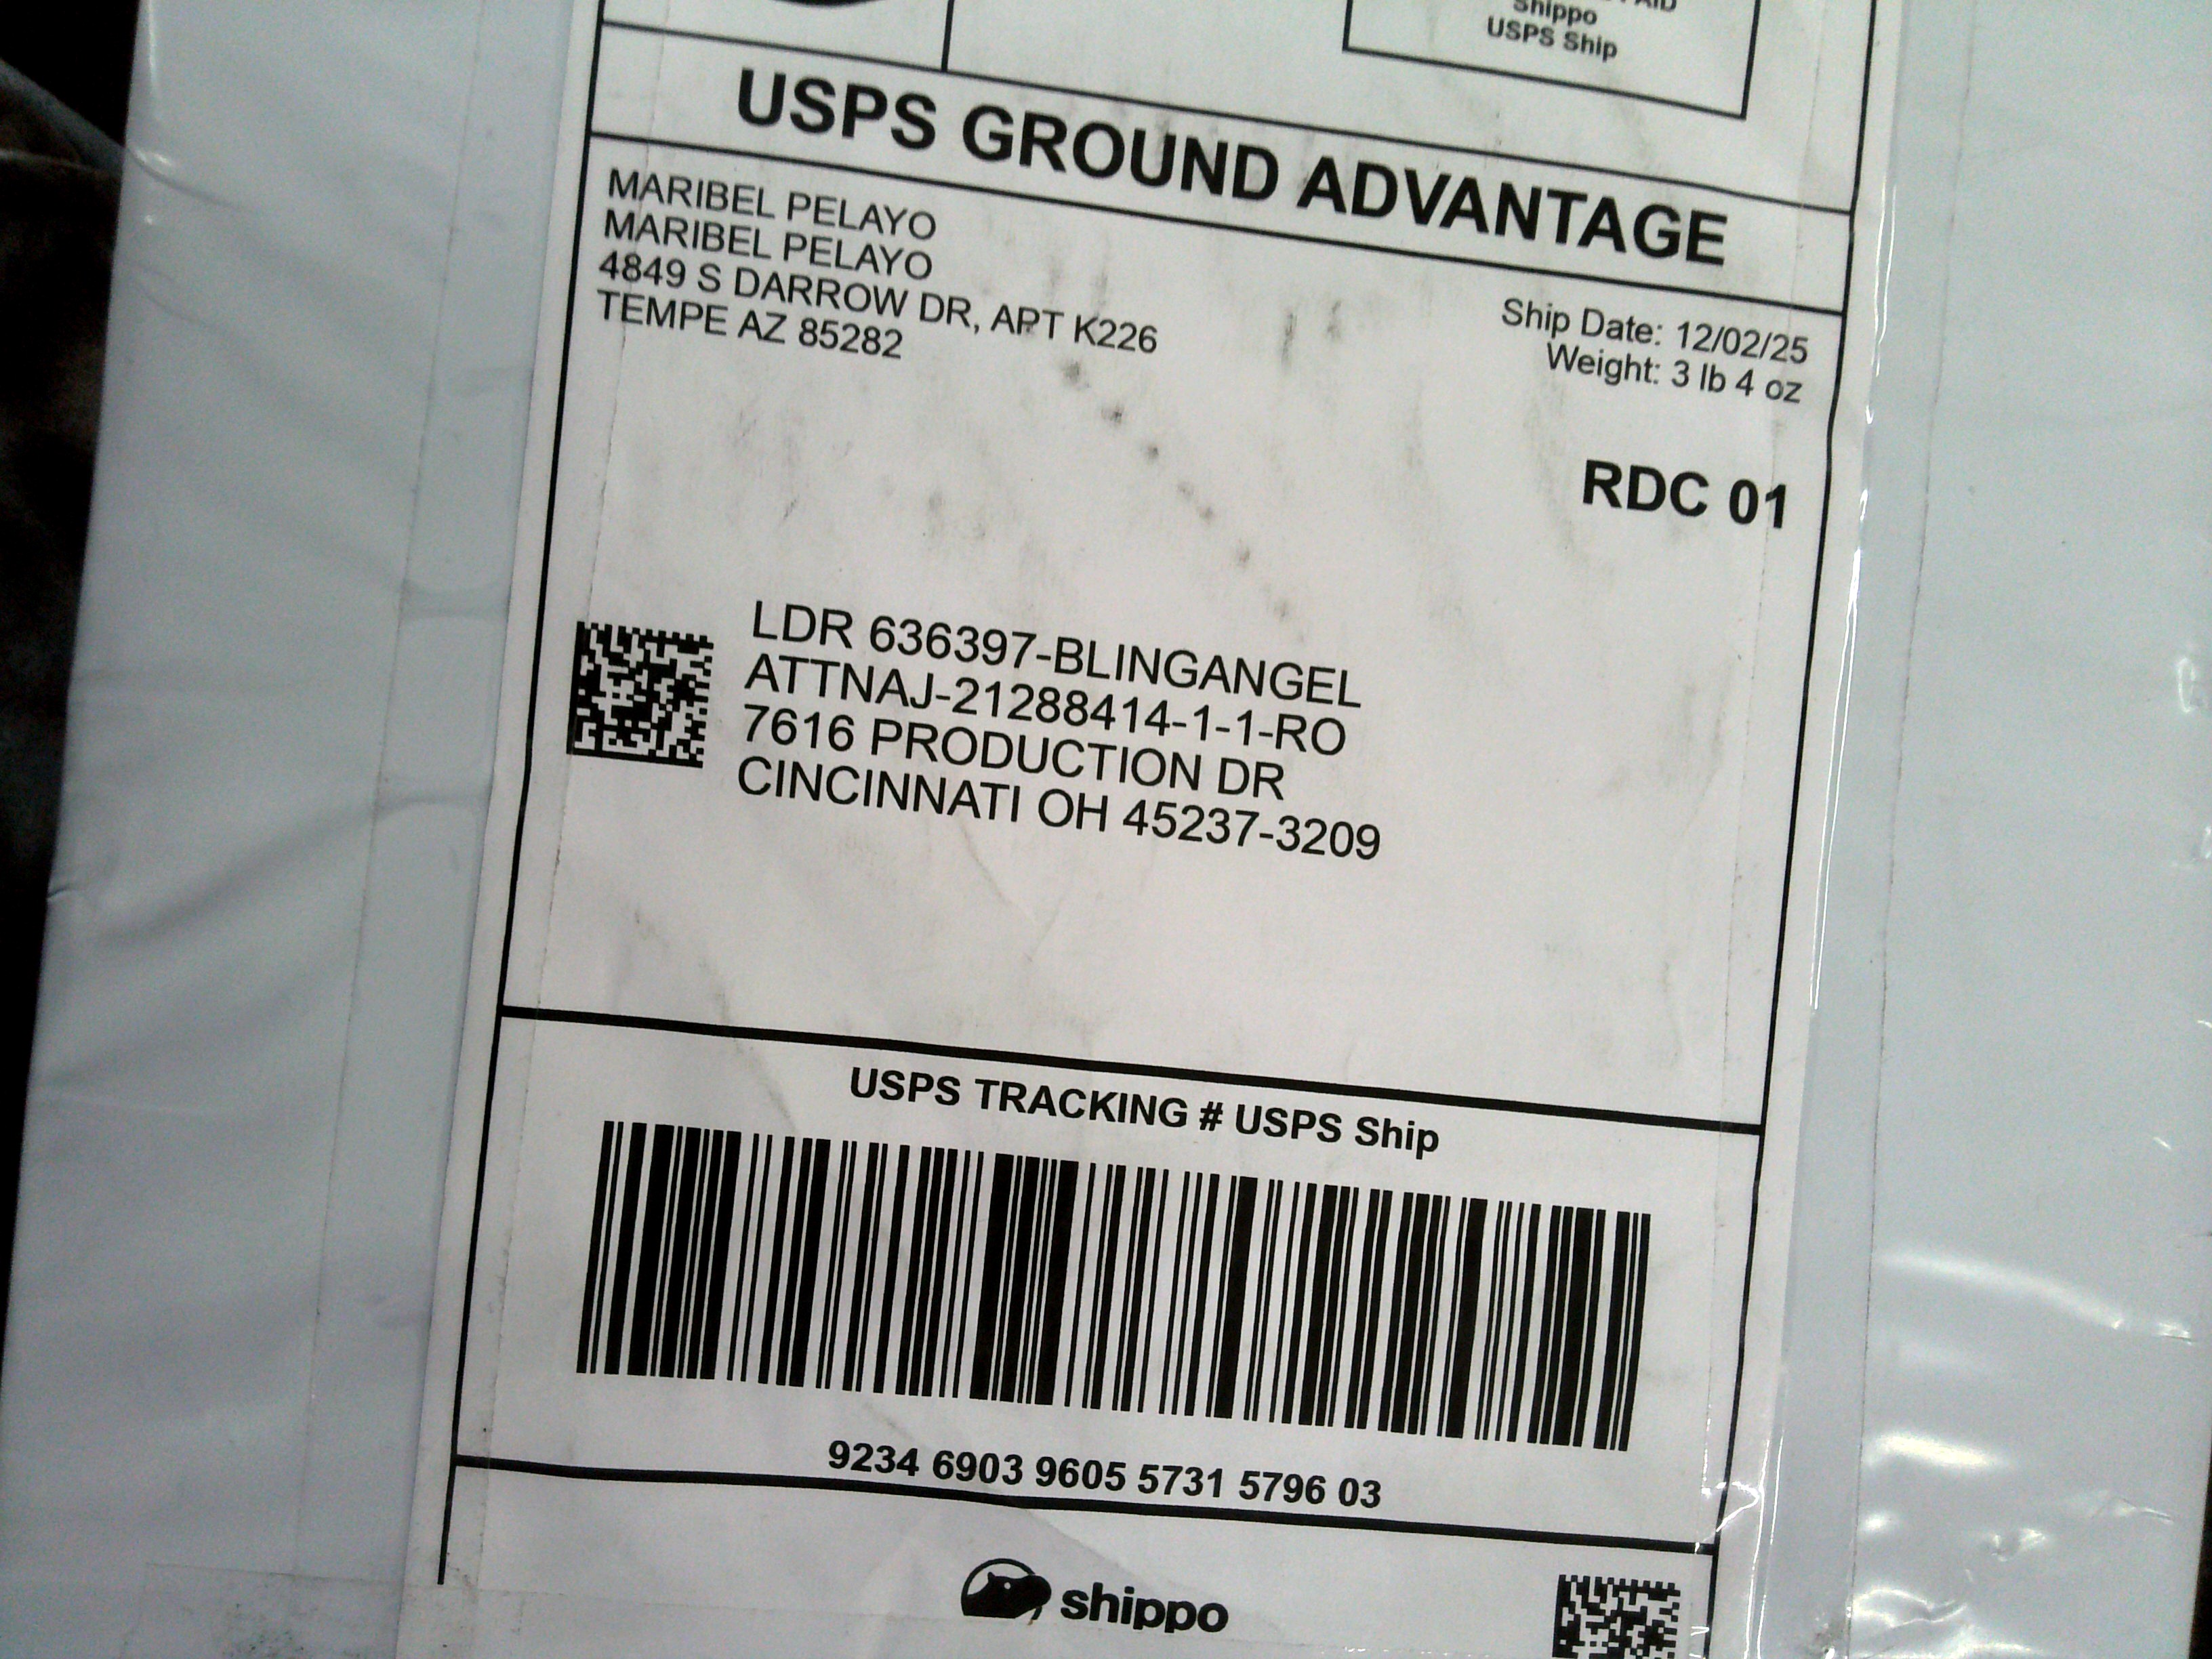 Shippo
USPS Ship
USPS GROUND ADVANTAGE
MARIBEL PELAYO
MARIBEL PELAYO
4849 S DARROW DR, APT K226
TEMPE AZ 85282
Ship Date: 12/02/25
Weight: 3 lb 4 oz
RDC 01
LDR 636397-BLINGANGEL
ATTNAJ-21288414-1-1-RO
7616 PRODUCTION DR
CINCINNATI OH 45237-3209
USPS TRACKING # USPS Ship
9234 6903 9605 5731 5796 03
shippo